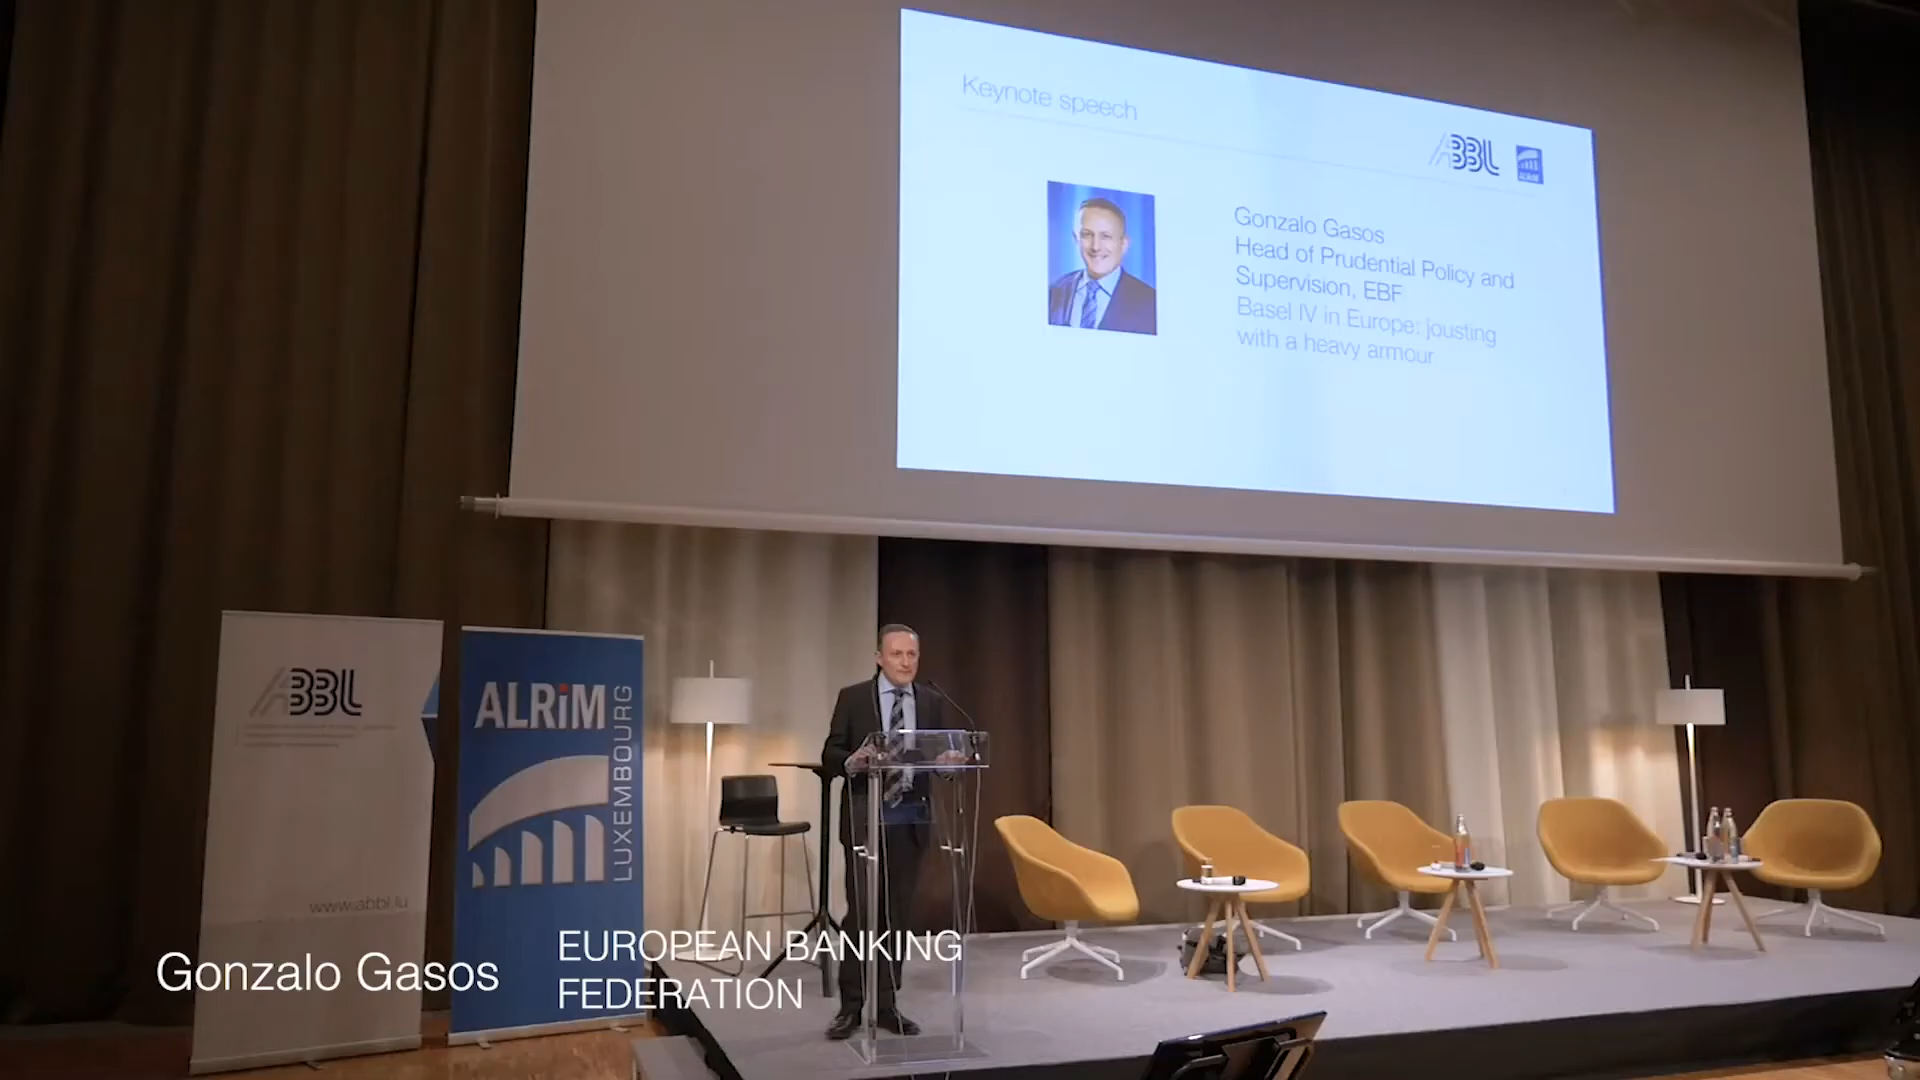 Keynote speech
ABBL
ALRiM
Gonzalo Gasos
Head of Prudential Policy and
Supervision, EBF
Basel IV in Europe: jousting
with a heavy armour
ABBL
www.abbl.lu
ALRiM
LUXEMBOURG
Gonzalo Gasos
EUROPEAN BANKING
FEDERATION